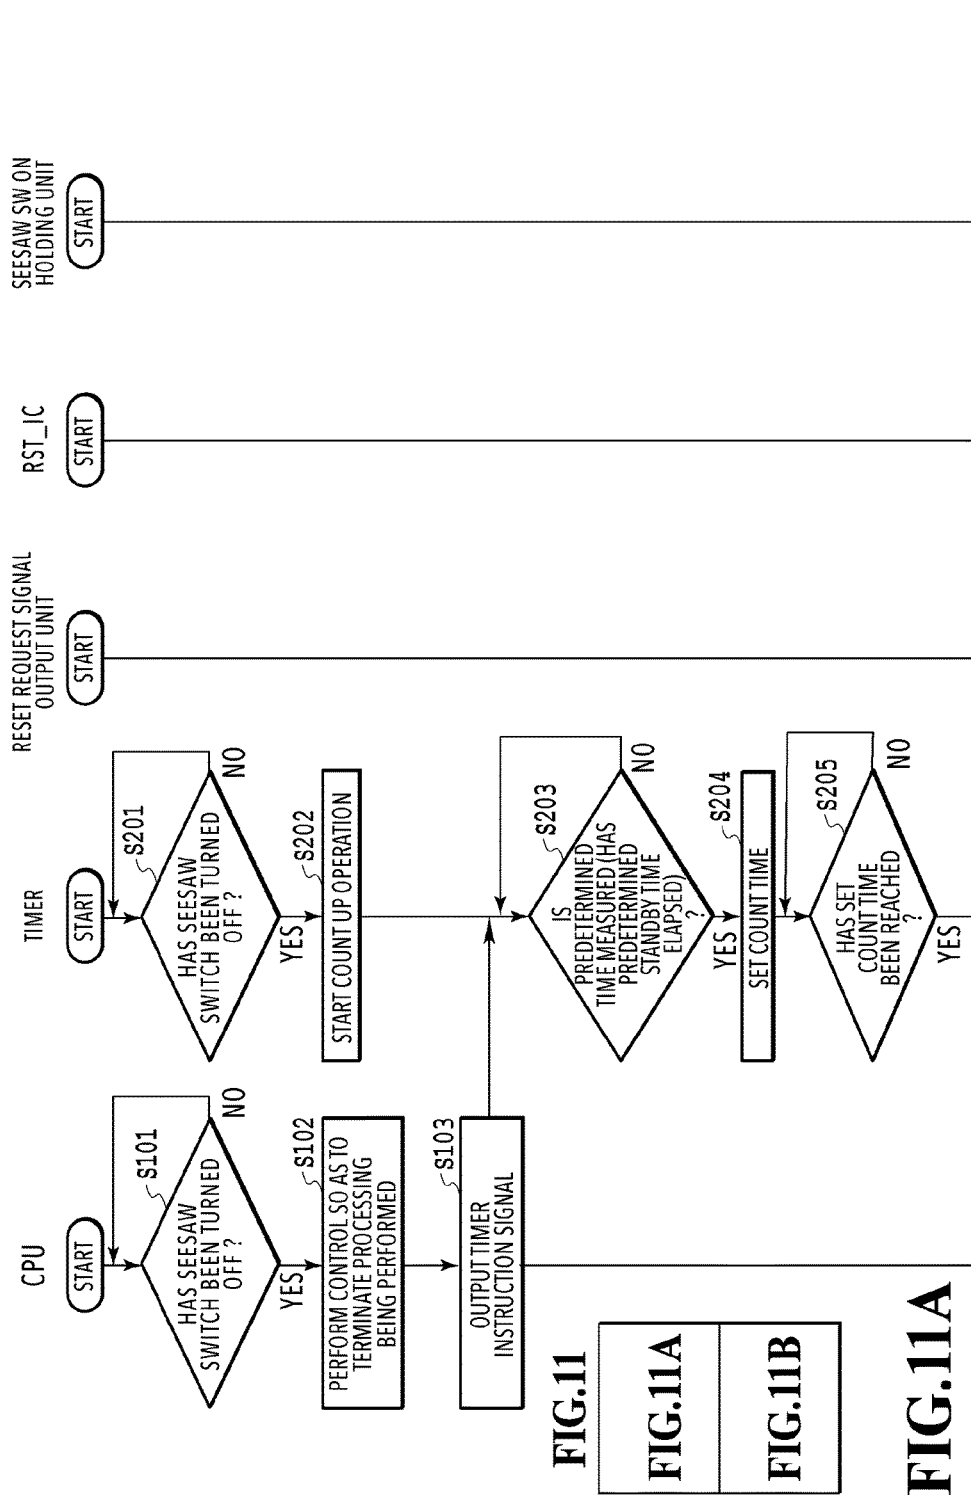 CPU
START
HAS SEESAW
SWITCH BEEN TURNED
OFF ?
S101
NO
YES
PERFORM CONTROL SO AS TO
TERMINATE PROCESSING
BEING PERFORMED
S102
OUTPUT TIMER
INSTRUCTION SIGNAL
S103
TIMER
START
HAS SEESAW
SWITCH BEEN TURNED
OFF ?
S201
NO
YES
START COUNT UP OPERATION
S202
IS
PREDETERMINED
TIME MEASURED (HAS
PREDETERMINED
STANDBY TIME
ELAPSED)
?
S203
NO
YES
SET COUNT TIME
S204
HAS SET
COUNT TIME
BEEN REACHED
?
S205
NO
YES
RESET REQUEST SIGNAL
OUTPUT UNIT
START
RST_IC
START
SEESAW SW ON
HOLDING UNIT
START
FIG.11
FIG.11A
FIG.11B
FIG.11A